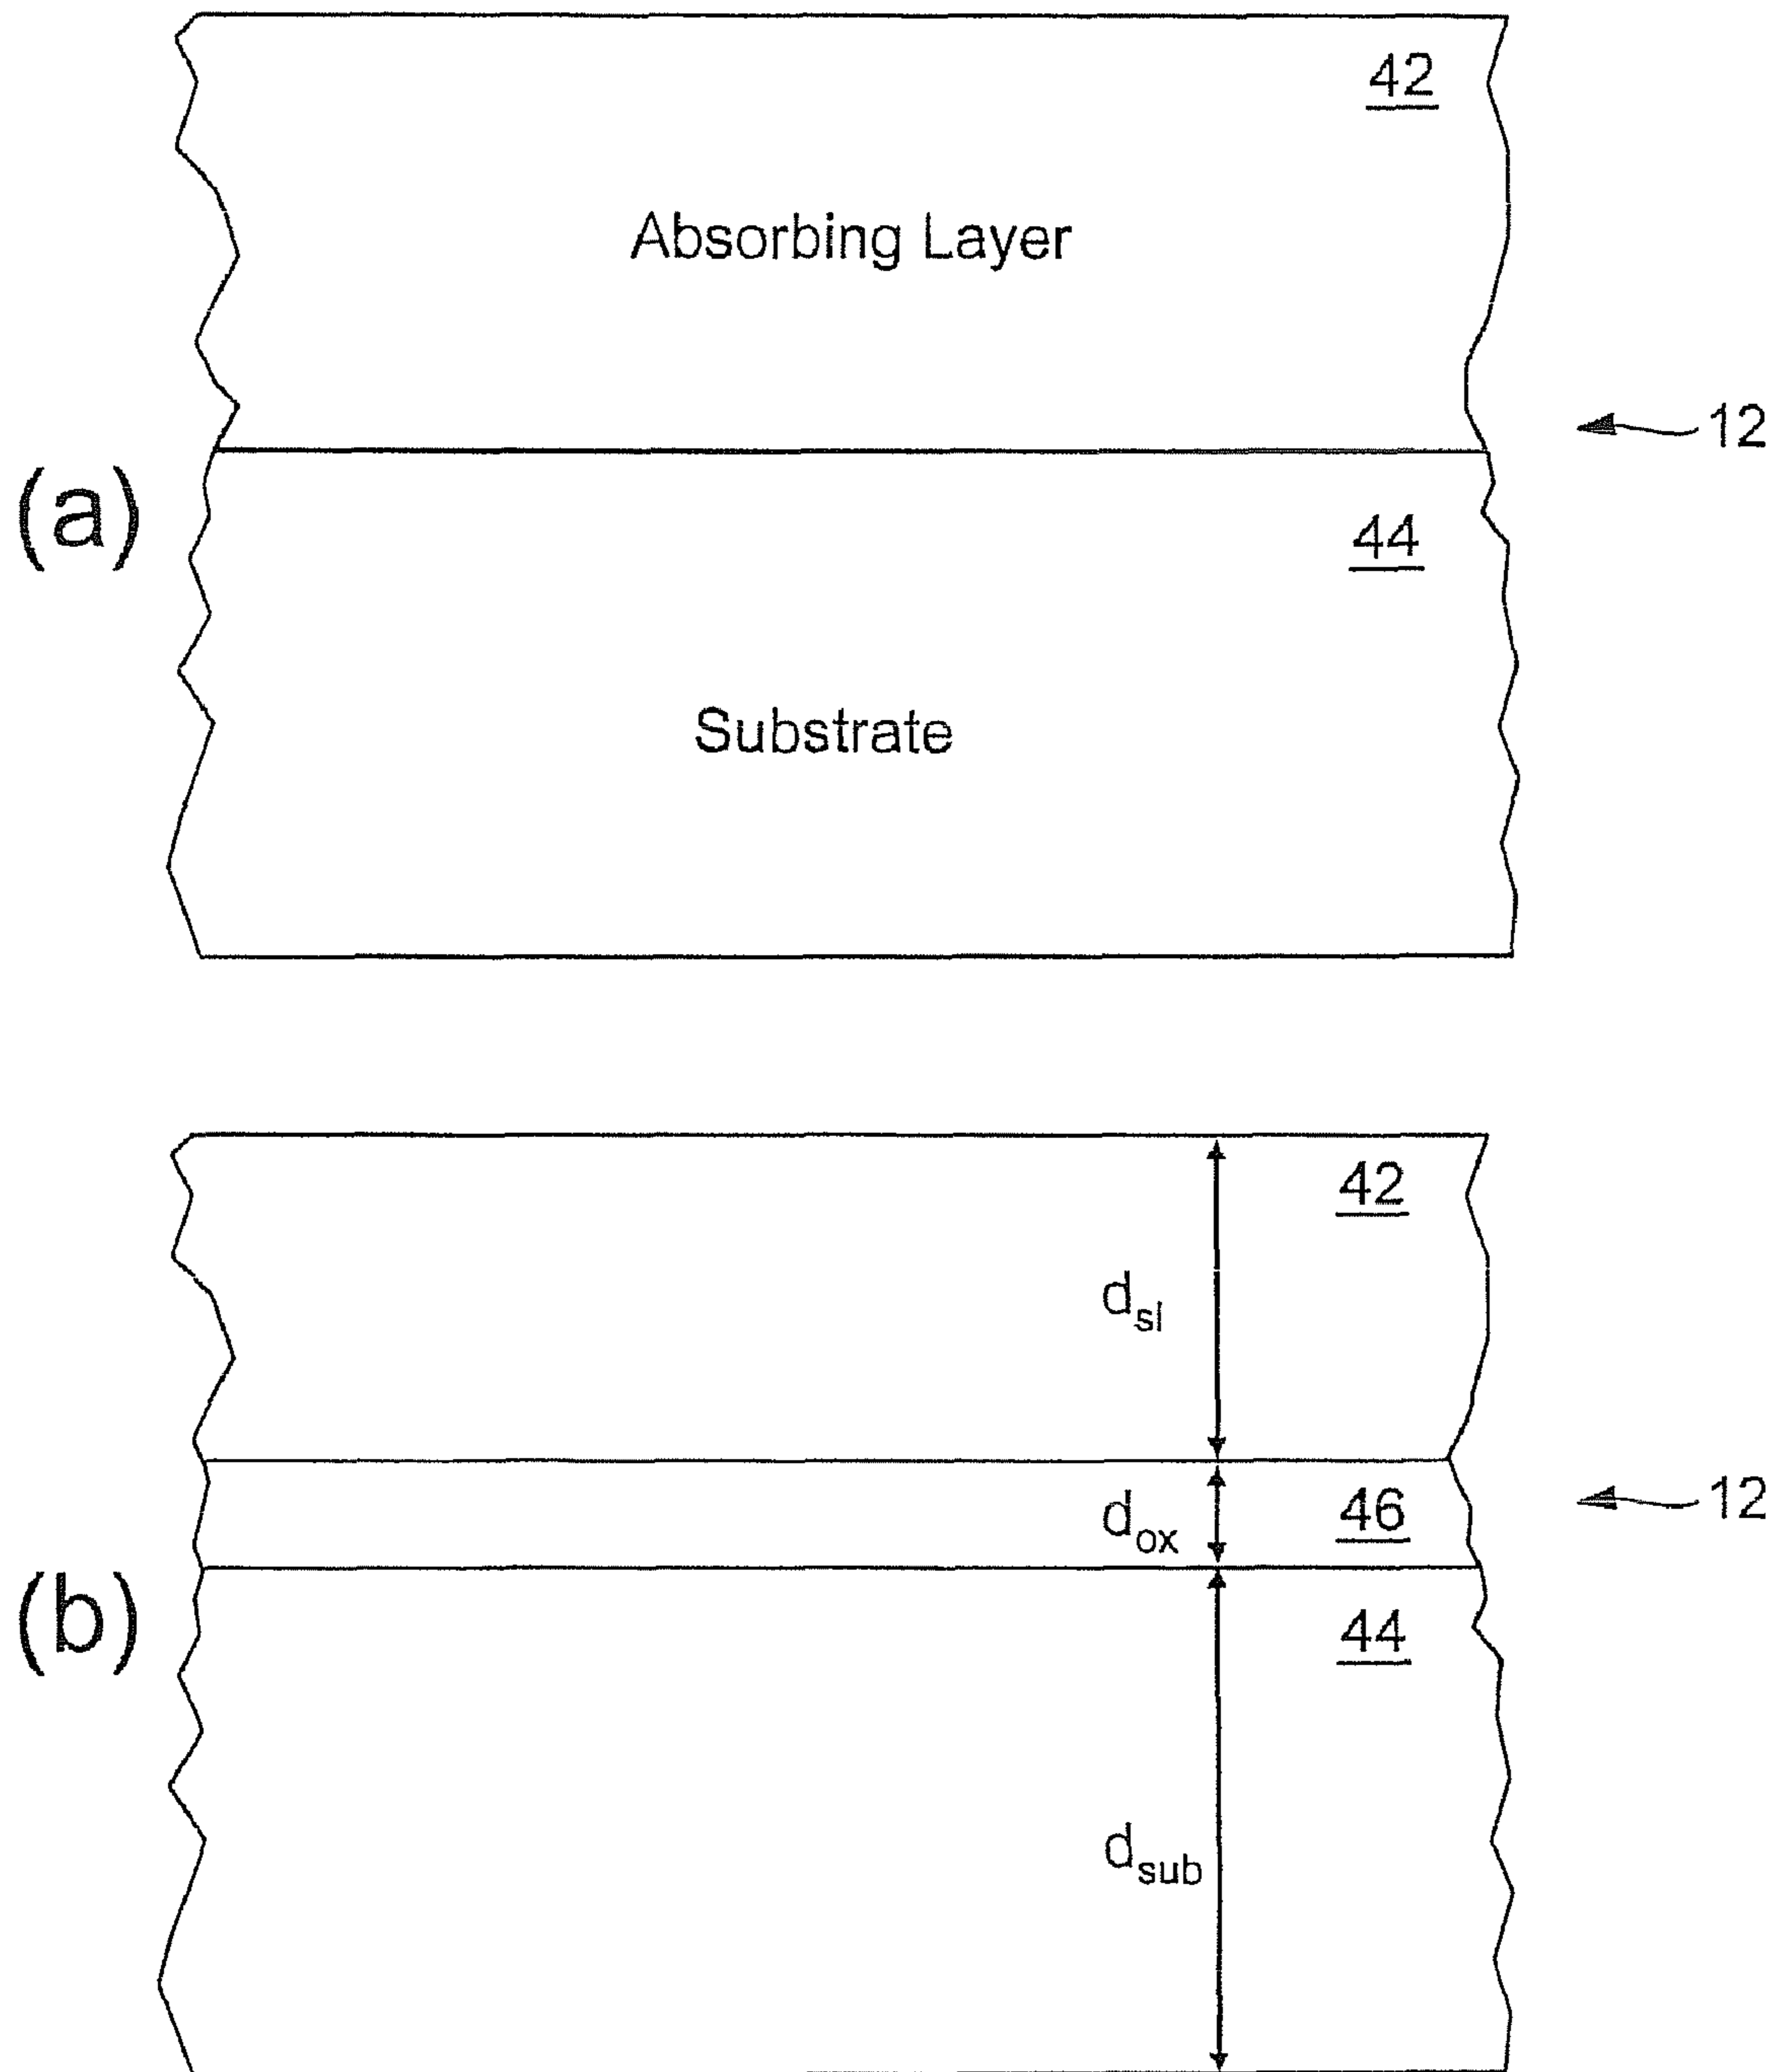 42
Absorbing Layer
12
(a)
44
Substrate
42
d_sl
12
d_ox
46
(b)
44
d_sub